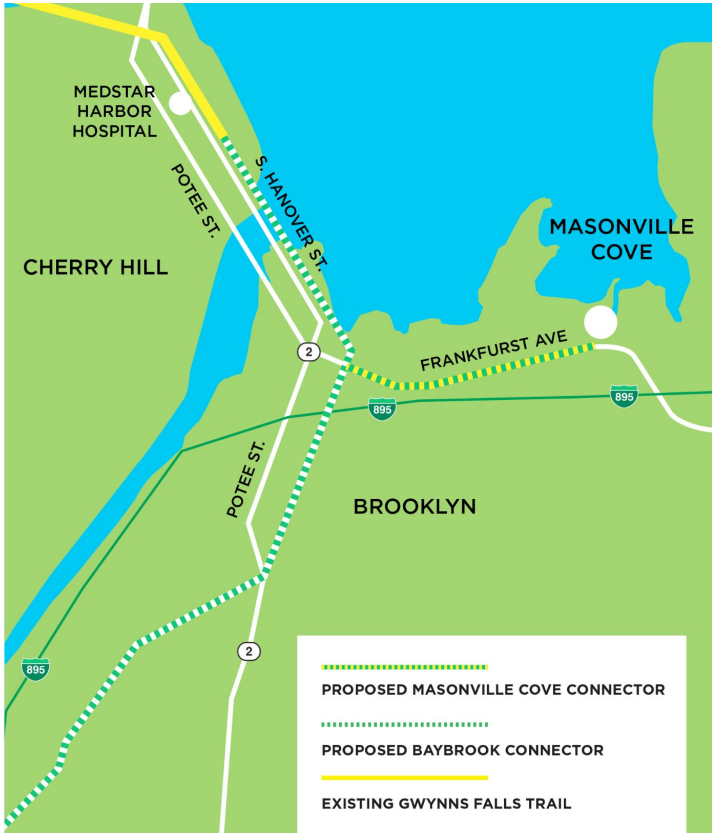 MEDSTAR
HARBOR
HOSPITAL
POTEE ST.
S. HANOVER ST.
CHERRY HILL
MASONVILLE
COVE
2
FRANKFURST AVE
895
895
POTEE ST.
BROOKLYN
2
895
PROPOSED MASONVILLE COVE CONNECTOR
PROPOSED BAYBROOK CONNECTOR
EXISTING GWYNNS FALLS TRAIL